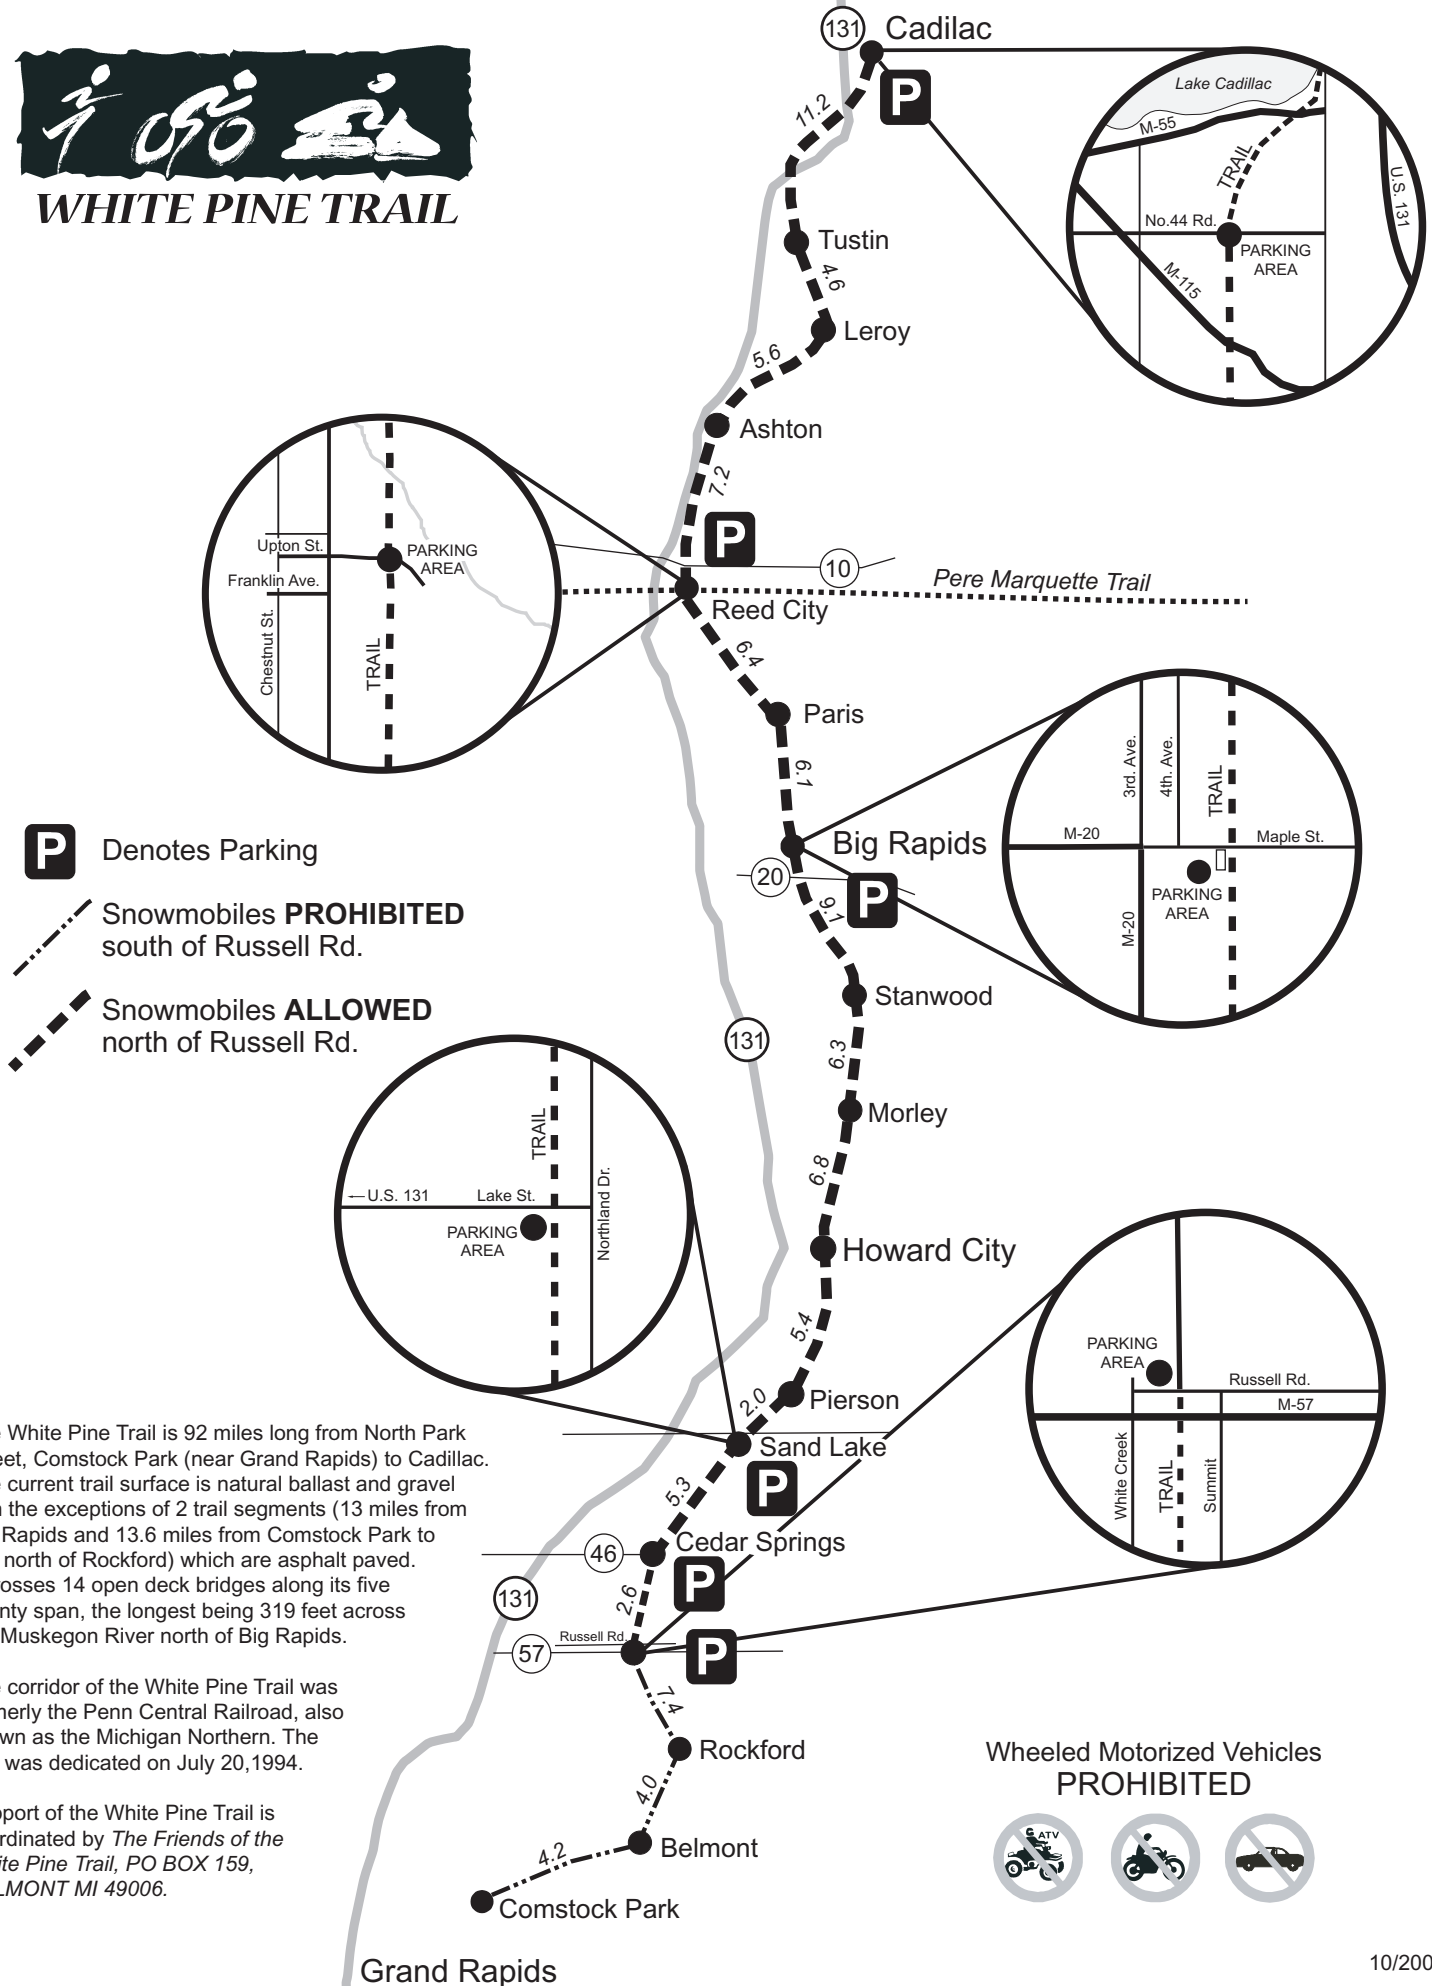 WHITE PINE TRAIL
131
Cadilac
P
11.2
Tustin
4.6
Leroy
5.6
Ashton
7.2
P
10
Pere Marquette Trail
Reed City
6.4
Paris
6.1
Big Rapids
20
P
9.1
Stanwood
131
6.3
Morley
6.8
Howard City
5.4
Pierson
2.0
Sand Lake
P
5.3
46
Cedar Springs
P
2.6
131
Russell Rd.
57
P
7.4
Rockford
4.0
Belmont
4.2
Comstock Park
Grand Rapids
Lake Cadillac
M-55
TRAIL
U.S. 131
No.44 Rd.
PARKING
AREA
M-115
Upton St.
PARKING
AREA
Franklin Ave.
Chestnut St.
TRAIL
3rd. Ave.
4th. Ave.
TRAIL
M-20
Maple St.
PARKING
AREA
M-20
P Denotes Parking
Snowmobiles PROHIBITED
south of Russell Rd.
Snowmobiles ALLOWED
north of Russell Rd.
TRAIL
←U.S. 131
Lake St.
PARKING
AREA
Northland Dr.
PARKING
AREA
Russell Rd.
M-57
White Creek
TRAIL
Summit
White Pine Trail is 92 miles long from North Park
Comstock Park (near Grand Rapids) to Cadillac.
current trail surface is natural ballast and gravel
the exceptions of 2 trail segments (13 miles from
Rapids and 13.6 miles from Comstock Park to
north of Rockford) which are asphalt paved.
14 open deck bridges along its five
span, the longest being 319 feet across
Muskegon River north of Big Rapids.
corridor of the White Pine Trail was
the Penn Central Railroad, also
as the Michigan Northern. The
was dedicated on July 20,1994.
of the White Pine Trail is
by The Friends of the
Pine Trail, PO BOX 159,
MI 49006.
Wheeled Motorized Vehicles
PROHIBITED
ATV
10/200